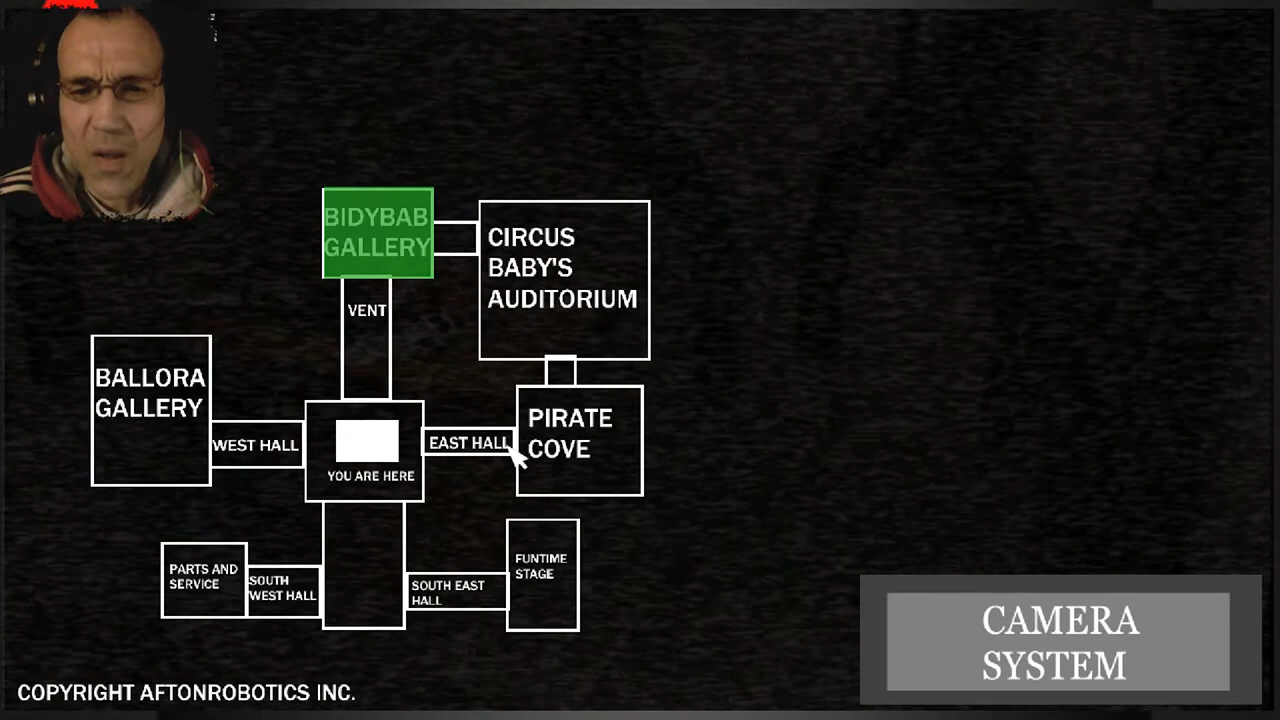 BIDYBAB
GALLERY
CIRCUS
BABY'S
AUDITORIUM
VENT
BALLORA
GALLERY
WEST HALL
EAST HALL
PIRATE
COVE
YOU ARE HERE
PARTS AND
SERVICE
SOUTH
WEST HALL
SOUTH EAST
HALL
FUNTIME
STAGE
CAMERA
SYSTEM
COPYRIGHT AFTONROBOTICS INC.